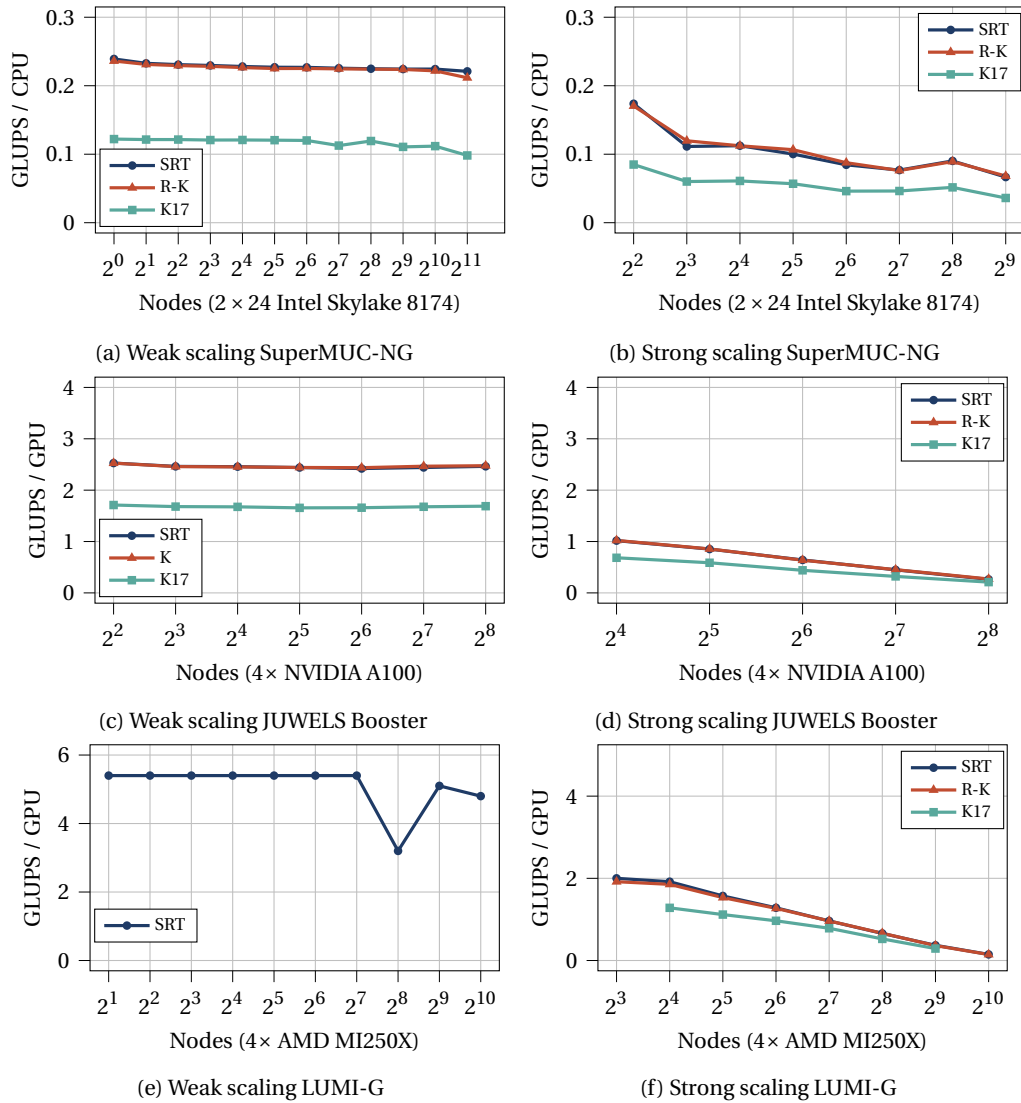 GLUPS / CPU
0.3
0.2
0.1
0
SRT
R-K
K17
2^0 2^1 2^2 2^3 2^4 2^5 2^6 2^7 2^8 2^9 2^10 2^11
Nodes (2 × 24 Intel Skylake 8174)
(a) Weak scaling SuperMUC-NG
GLUPS / CPU
0.3
0.2
0.1
0
SRT
R-K
K17
2^2 2^3 2^4 2^5 2^6 2^7 2^8 2^9
Nodes (2 × 24 Intel Skylake 8174)
(b) Strong scaling SuperMUC-NG
GLUPS / GPU
4
3
2
1
0
SRT
K
K17
2^2 2^3 2^4 2^5 2^6 2^7 2^8
Nodes (4× NVIDIA A100)
(c) Weak scaling JUWELS Booster
GLUPS / GPU
4
3
2
1
0
SRT
R-K
K17
2^4 2^5 2^6 2^7 2^8
Nodes (4× NVIDIA A100)
(d) Strong scaling JUWELS Booster
GLUPS / GPU
6
4
2
0
SRT
2^1 2^2 2^3 2^4 2^5 2^6 2^7 2^8 2^9 2^10
Nodes (4× AMD MI250X)
(e) Weak scaling LUMI-G
GLUPS / GPU
4
2
0
SRT
R-K
K17
2^3 2^4 2^5 2^6 2^7 2^8 2^9 2^10
Nodes (4× AMD MI250X)
(f) Strong scaling LUMI-G